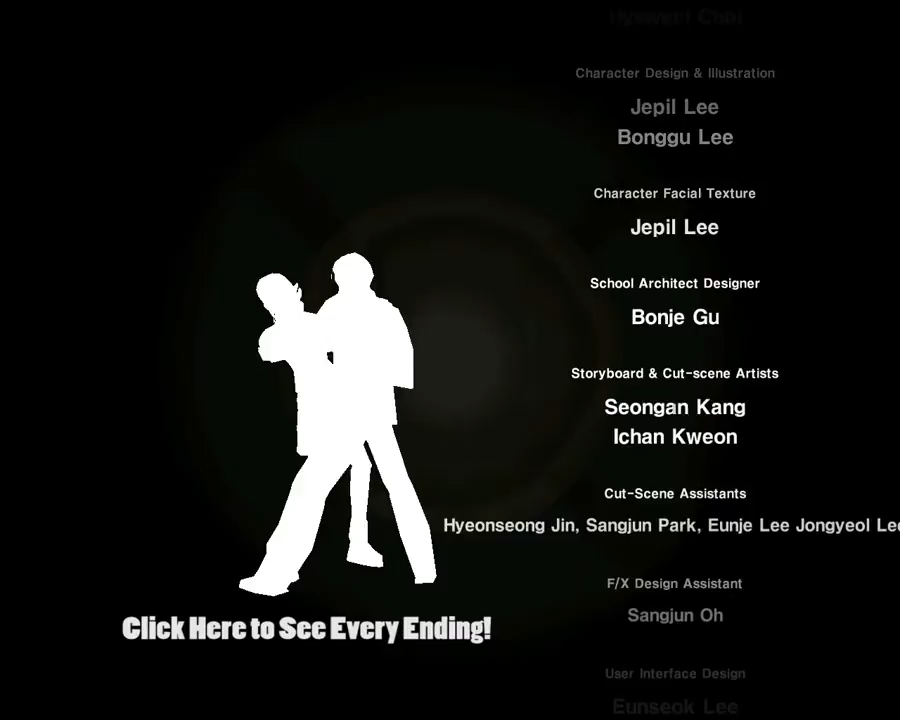 Character Design & Illustration
Jepil Lee
Bonggu Lee
Character Facial Texture
Jepil Lee
School Architect Designer
Bonje Gu
Storyboard & Cut-scene Artists
Seongan Kang
Ichan Kweon
Cut-Scene Assistants
Hyeonseong Jin, Sangjun Park, Eunje Lee Jongyeol Lee
F/X Design Assistant
Sangjun Oh
Click Here to See Every Ending!
User Interface Design
Eunseok Lee